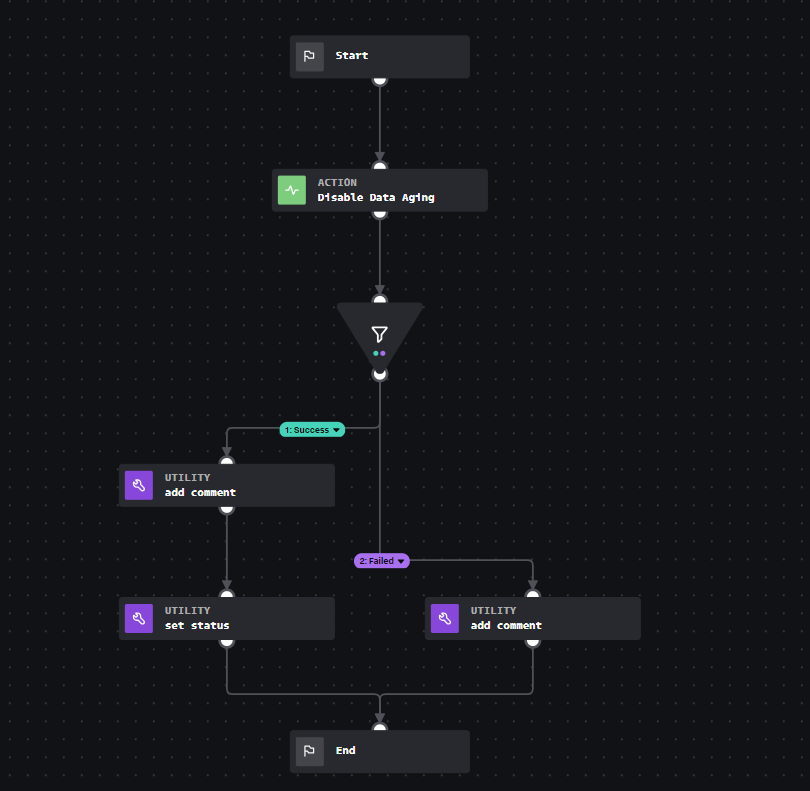 Start
ACTION
Disable Data Aging
1: Success
UTILITY
add comment
2: Failed
UTILITY
set status
UTILITY
add comment
End